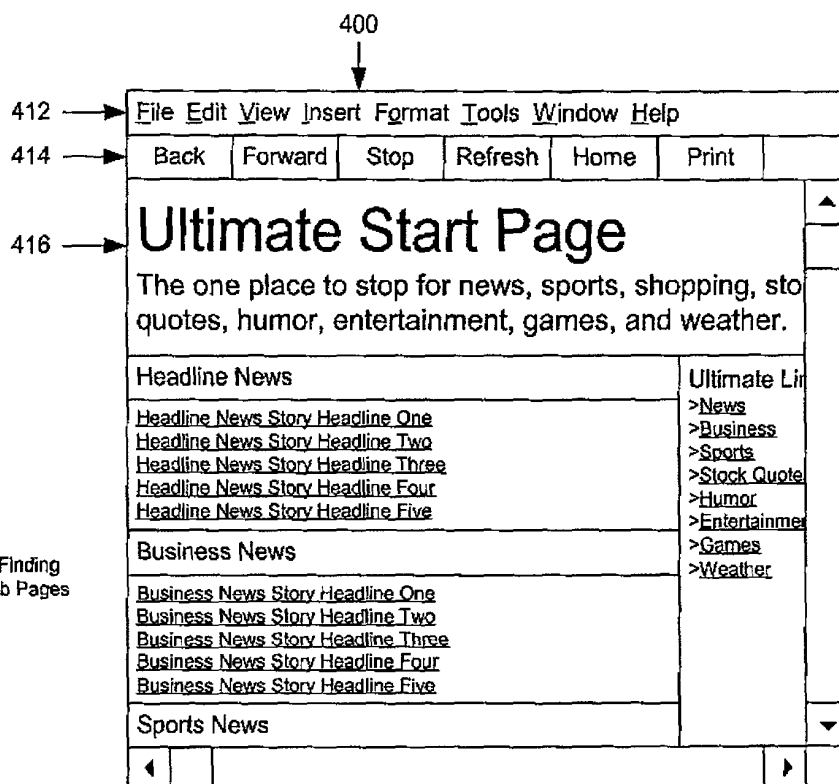 400
412
File Edit View Insert Format Tools Window Help
414
Back Forward Stop Refresh Home Print
416
Ultimate Start Page
The one place to stop for news, sports, shopping, sto
quotes, humor, entertainment, games, and weather.
Headline News
Headline News Story Headline One
Headline News Story Headline Two
Headline News Story Headline Three
Headline News Story Headline Four
Headline News Story Headline Five
Business News
Business News Story Headline One
Business News Story Headline Two
Business News Story Headline Three
Business News Story Headline Four
Business News Story Headline Five
Sports News
Ultimate Lin
>News
>Business
>Sports
>Stock Quote
>Humor
>Entertainme
>Games
>Weather
Finding
b Pages